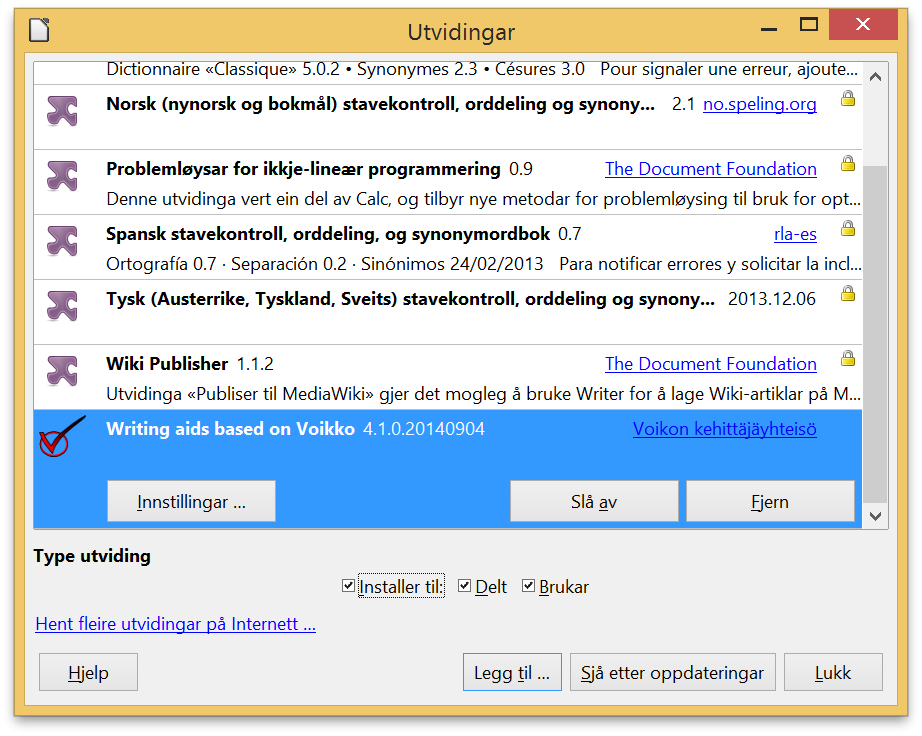 Utvidingar
Dictionnaire «Classique» 5.0.2 • Synonymes 2.3 • Césures 3.0 Pour signaler une erreur, ajoute...
Norsk (nynorsk og bokmål) stavekontroll, orddeling og synony... 2.1 no.speling.org
Problemløysar for ikkje-lineær programmering 0.9 The Document Foundation
Denne utvidinga vert ein del av Calc, og tilbyr nye metodar for problemløysing til bruk for opt...
Spansk stavekontroll, orddeling, og synonymordbok 0.7 rla-es
Ortografía 0.7 · Separación 0.2 · Sinónimos 24/02/2013 Para notificar errores y solicitar la incl...
Tysk (Austerrike, Tyskland, Sveits) stavekontroll, orddeling og synony... 2013.12.06
Wiki Publisher 1.1.2 The Document Foundation
Utvidinga «Publiser til MediaWiki» gjer det mogleg å bruke Writer for å lage Wiki-artiklar på M...
Writing aids based on Voikko 4.1.0.20140904 Voikon kehittäjäyhteisö
Innstillingar ... Slå av Fjern
Type utviding
Installer til: Delt Brukar
Hent fleire utvidingar på Internett ...
Hjelp Legg til ... Sjå etter oppdateringar Lukk